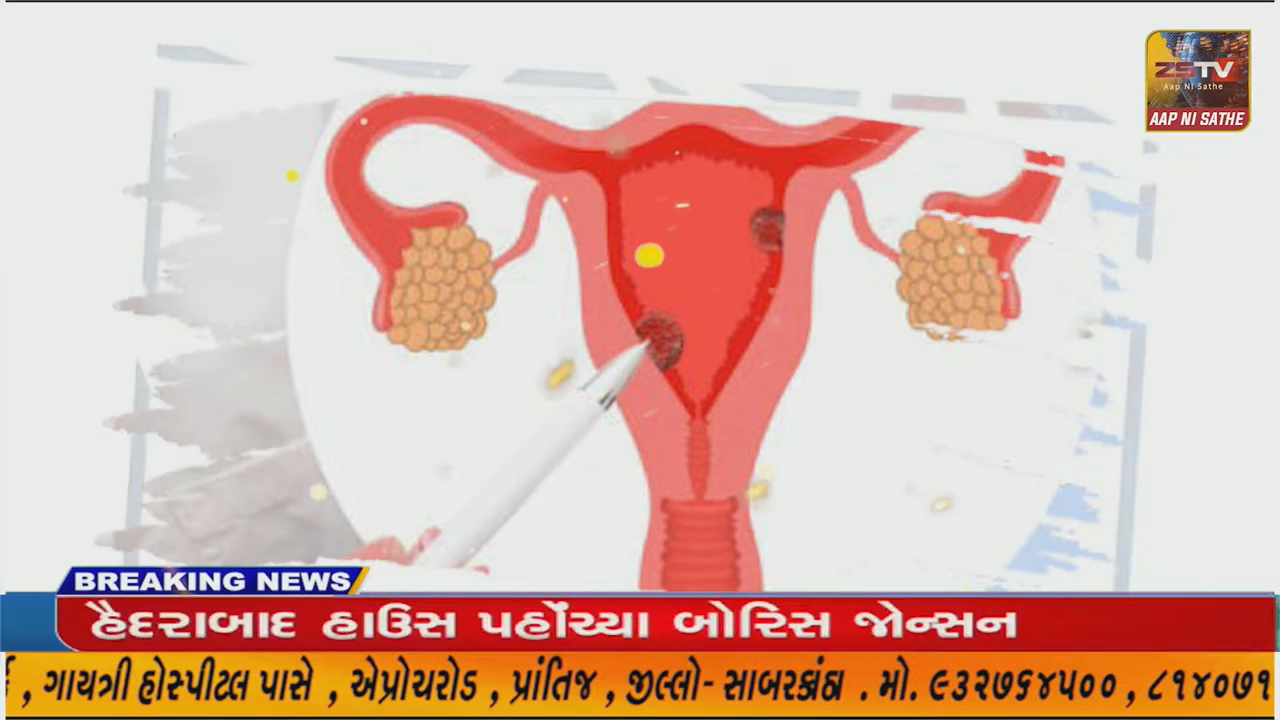 ZSTV
Aap Ni Sathe
AAP NI SATHE
BREAKING NEWS
હૈદરાબાદ હાઉસ પહોંચ્યા બોરિસ જોન્સન
, ગાયત્રી હોસ્પીટલ પાસે , એપ્રોચરોડ , પ્રાંતિજ , જીલ્લો- સાબરકાંઠા . મો. ૯૩૨૭૬૪૫૦૦ , ૮૧૪૦૭૧